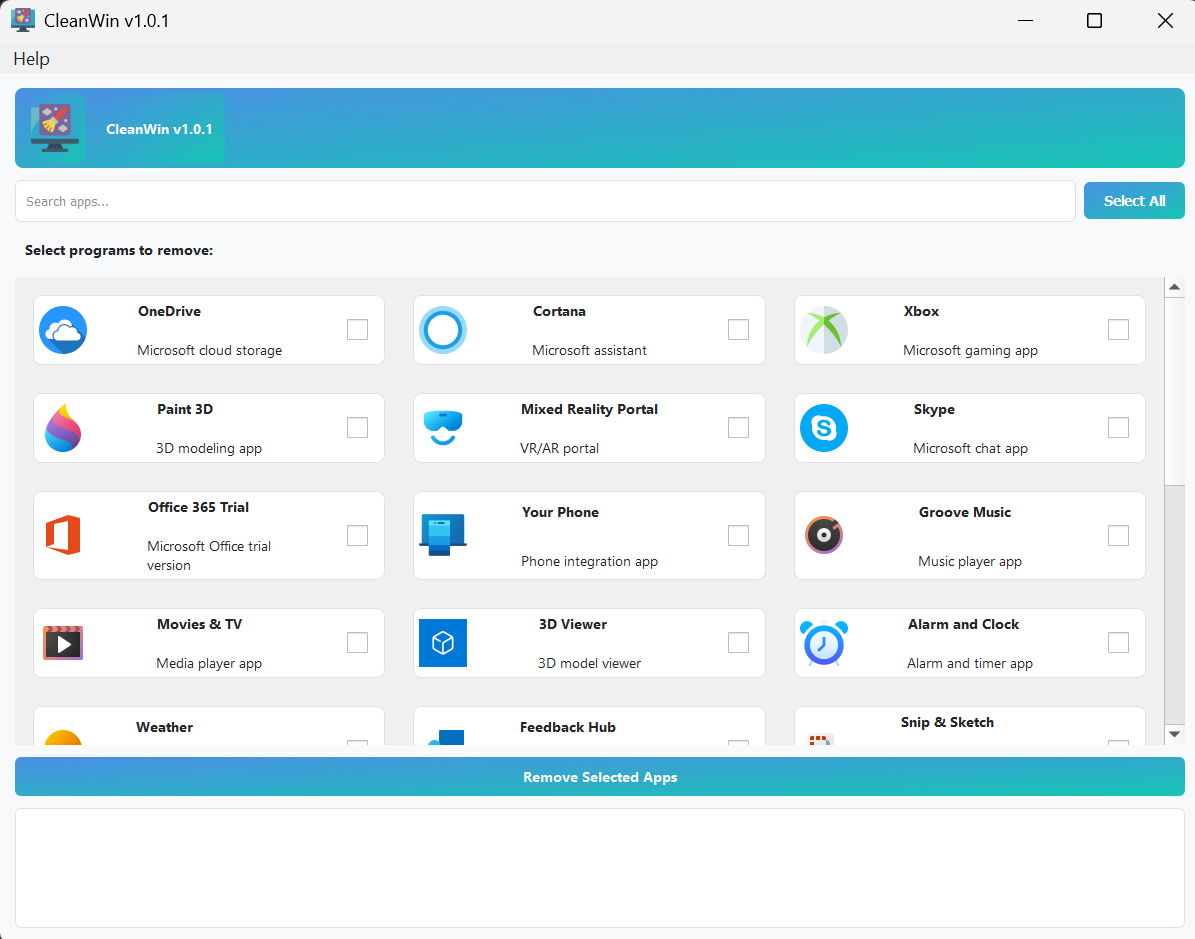 CleanWin v1.0.1
Help
CleanWin v1.0.1
Search apps...
Select All
Select programs to remove:
OneDrive
Microsoft cloud storage
Cortana
Microsoft assistant
Xbox
Microsoft gaming app
Paint 3D
3D modeling app
Mixed Reality Portal
VR/AR portal
Skype
Microsoft chat app
Office 365 Trial
Microsoft Office trial
version
Your Phone
Phone integration app
Groove Music
Music player app
Movies & TV
Media player app
3D Viewer
3D model viewer
Alarm and Clock
Alarm and timer app
Weather
Feedback Hub
Snip & Sketch
Remove Selected Apps